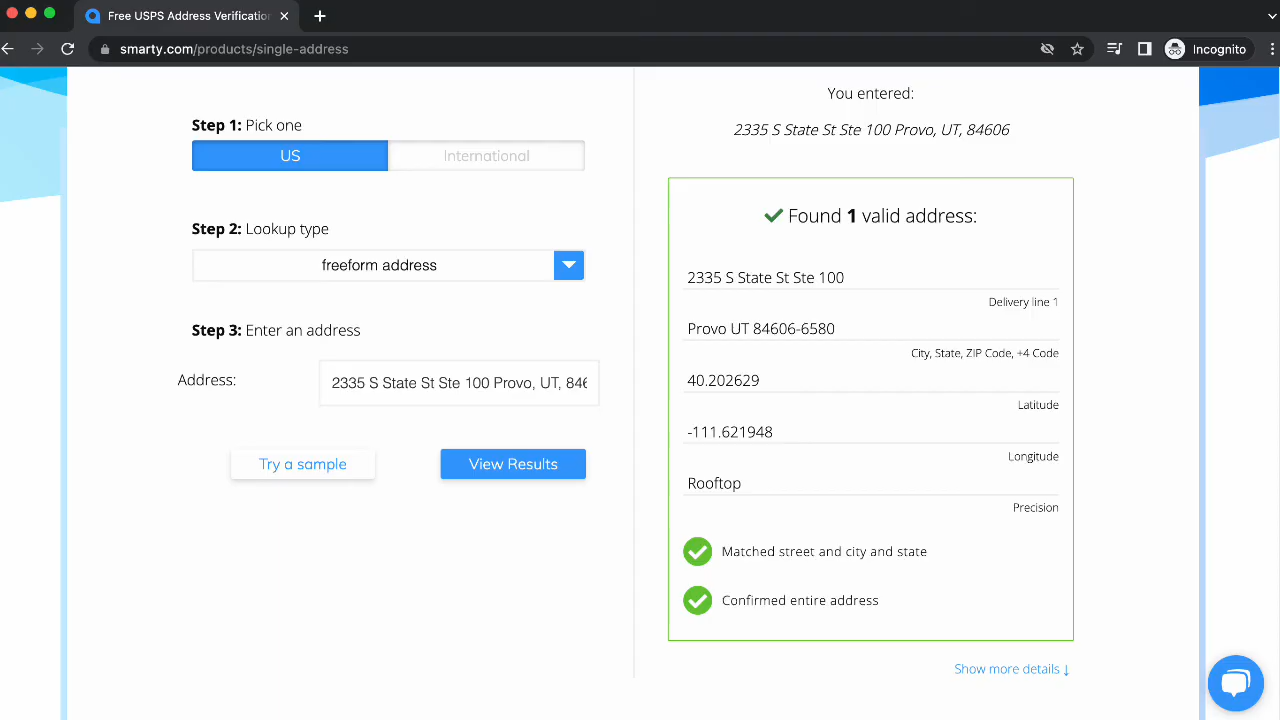 Free USPS Address Verificatio
smarty.com/products/single-address
Incognito
Step 1: Pick one
US
International
Step 2: Lookup type
freeform address
Step 3: Enter an address
Address:
2335 S State St Ste 100 Provo, UT, 846
Try a sample
View Results
You entered:
2335 S State St Ste 100 Provo, UT, 84606
Found 1 valid address:
2335 S State St Ste 100
Delivery line 1
Provo UT 84606-6580
City, State, ZIP Code, +4 Code
40.202629
Latitude
-111.621948
Longitude
Rooftop
Precision
Matched street and city and state
Confirmed entire address
Show more details ↓